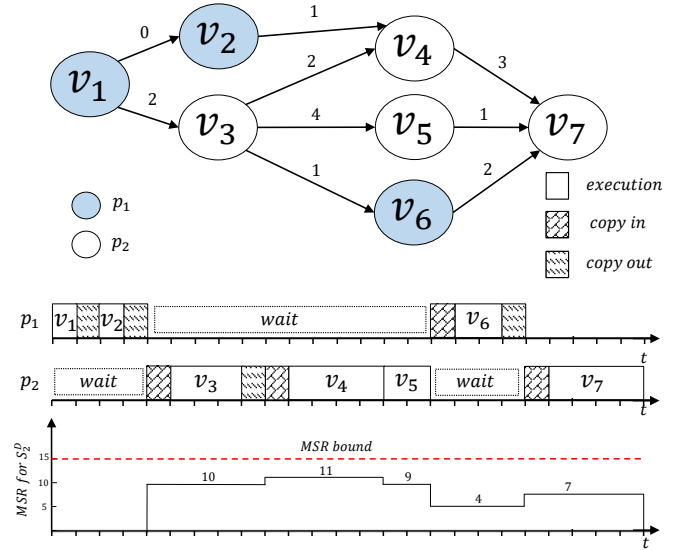 0
1
v₂
v₄
3
v₁
2
2
4
1
v₃
v₅
v₇
1
2
p₁
p₂
v₆
execution
copy in
copy out
p₁
v₁
v₂
wait
v₆
t
p₂
wait
v₃
v₄
v₅
wait
v₇
t
MSR for S₂ᴰ
MSR bound
15
10
5
10
11
9
4
7
t